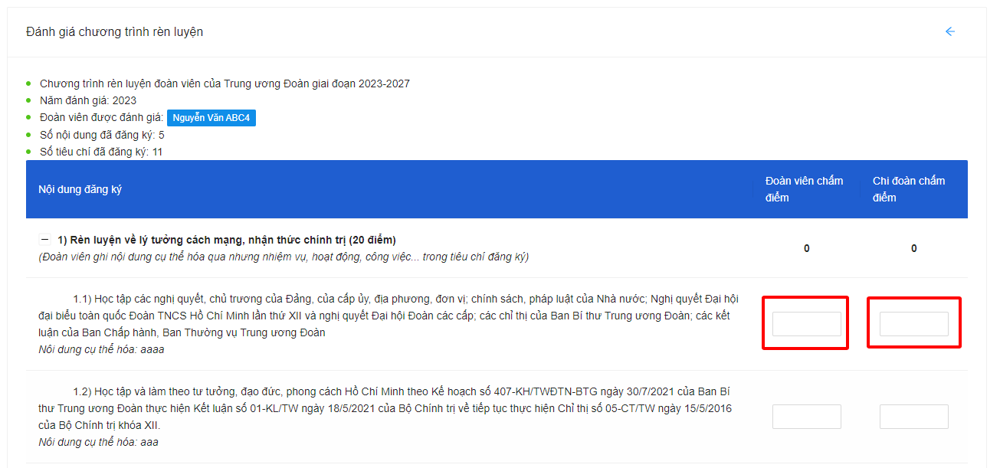 Đánh giá chương trình rèn luyện
Chương trình rèn luyện đoàn viên của Trung ương Đoàn giai đoạn 2023-2027
Năm đánh giá: 2023
Đoàn viên được đánh giá: Nguyễn Văn ABC4
Số nội dung đã đăng ký: 5
Số tiêu chí đã đăng ký: 11
Nội dung đăng ký
Đoàn viên chấm
điểm
Chi đoàn chấm
điểm
1) Rèn luyện về lý tưởng cách mạng, nhận thức chính trị (20 điểm)
(Đoàn viên ghi nội dung cụ thể hóa qua nhưng nhiệm vụ, hoạt động, công việc... trong tiêu chí đăng ký)
0
0
1.1) Học tập các nghị quyết, chủ trương của Đảng, của cấp ủy, địa phương, đơn vị; chính sách, pháp luật của Nhà nước; Nghị quyết Đại hội
đại biểu toàn quốc Đoàn TNCS Hồ Chí Minh lần thứ XII và nghị quyết Đại hội Đoàn các cấp; các chỉ thị của Ban Bí thư Trung ương Đoàn; các kết
luận của Ban Chấp hành, Ban Thường vụ Trung ương Đoàn
Nôi dung cụ thể hóa: aaaa
1.2) Học tập và làm theo tư tưởng, đạo đức, phong cách Hồ Chí Minh theo Kế hoạch số 407-KH/TWĐTN-BTG ngày 30/7/2021 của Ban Bí
thư Trung ương Đoàn thực hiện Kết luận số 01-KL/TW ngày 18/5/2021 của Bộ Chính trị về tiếp tục thực hiện Chỉ thị số 05-CT/TW ngày 15/5/2016
của Bộ Chính trị khóa XII.
Nôi dung cụ thể hóa: aaa